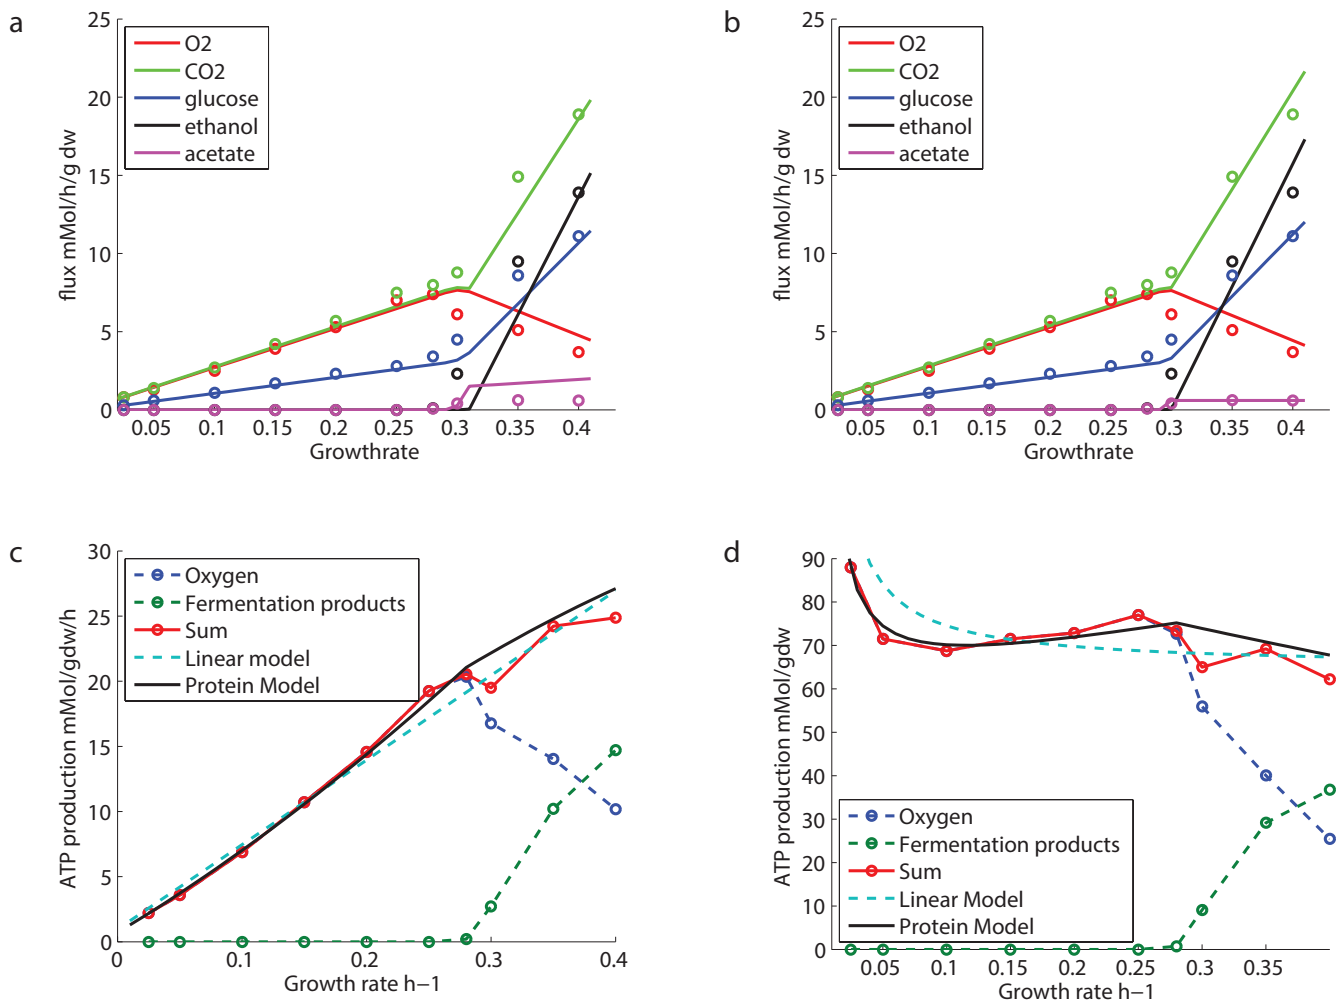 a
25
20
15
10
5
0
flux mMol/h/g dw
O2
CO2
glucose
ethanol
acetate
0.05 0.1 0.15 0.2 0.25 0.3 0.35 0.4
Growthrate
b
25
20
15
10
5
0
flux mMol/h/g dw
O2
CO2
glucose
ethanol
acetate
0.05 0.1 0.15 0.2 0.25 0.3 0.35 0.4
Growthrate
c
30
25
20
15
10
5
0
ATP production mMol/gdw/h
Oxygen
Fermentation products
Sum
Linear model
Protein Model
0 0.1 0.2 0.3 0.4
Growth rate h−1
d
90
80
70
60
50
40
30
20
10
0
ATP production mMol/gdw
Oxygen
Fermentation products
Sum
Linear Model
Protein Model
0.05 0.1 0.15 0.2 0.25 0.3 0.35
Growth rate h−1